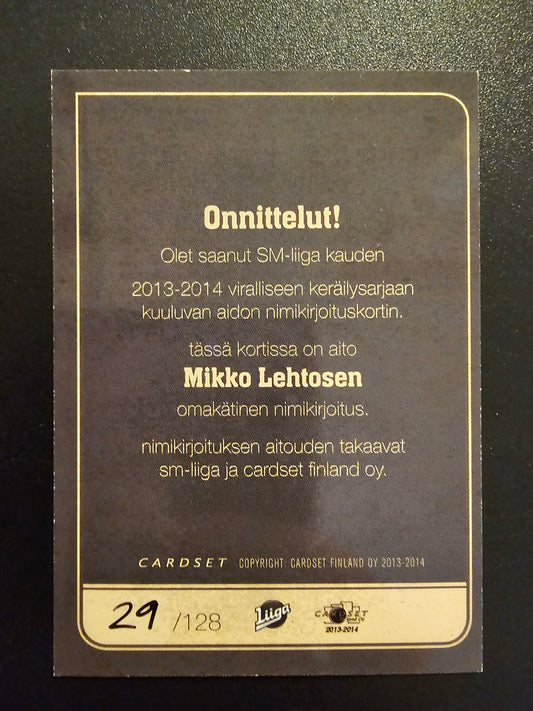 Onnittelut!
Olet saanut SM-liiga kauden
2013-2014 viralliseen keräilysarjaan
kuuluvan aidon nimikirjoituskortin.
tässä kortissa on aito
Mikko Lehtosen
omakätinen nimikirjoitus.
nimikirjoituksen aitouden takaavat
sm-liiga ja cardset finland oy.
CARDSET COPYRIGHT: CARDSET FINLAND OY 2013-2014
29 /128 Liiga CARDSET
2013-2014